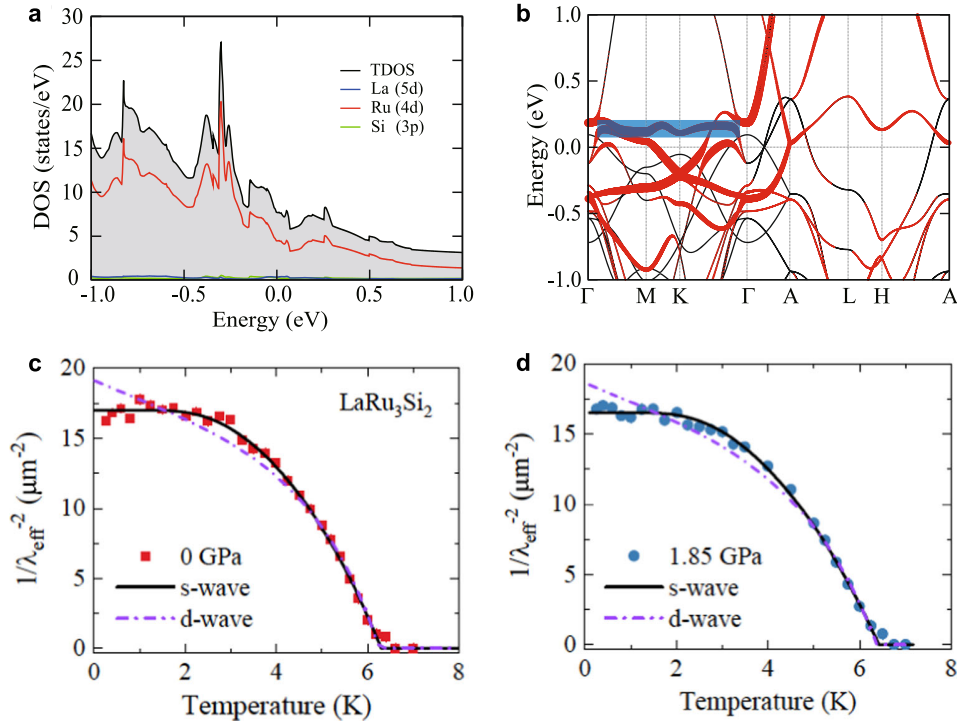 a
30
25
20
15
10
5
0
DOS (states/eV)
TDOS
La (5d)
Ru (4d)
Si (3p)
-1.0 -0.5 0.0 0.5 1.0
Energy (eV)
b
1.0
0.5
0.0
-0.5
-1.0
Energy (eV)
Γ M K Γ A L H A
c
20
15
10
5
0
1/λeff⁻² (μm⁻²)
LaRu₃Si₂
0 GPa
s-wave
d-wave
0 2 4 6 8
Temperature (K)
d
20
15
10
5
0
1/λeff⁻² (μm⁻²)
1.85 GPa
s-wave
d-wave
0 2 4 6 8
Temperature (K)